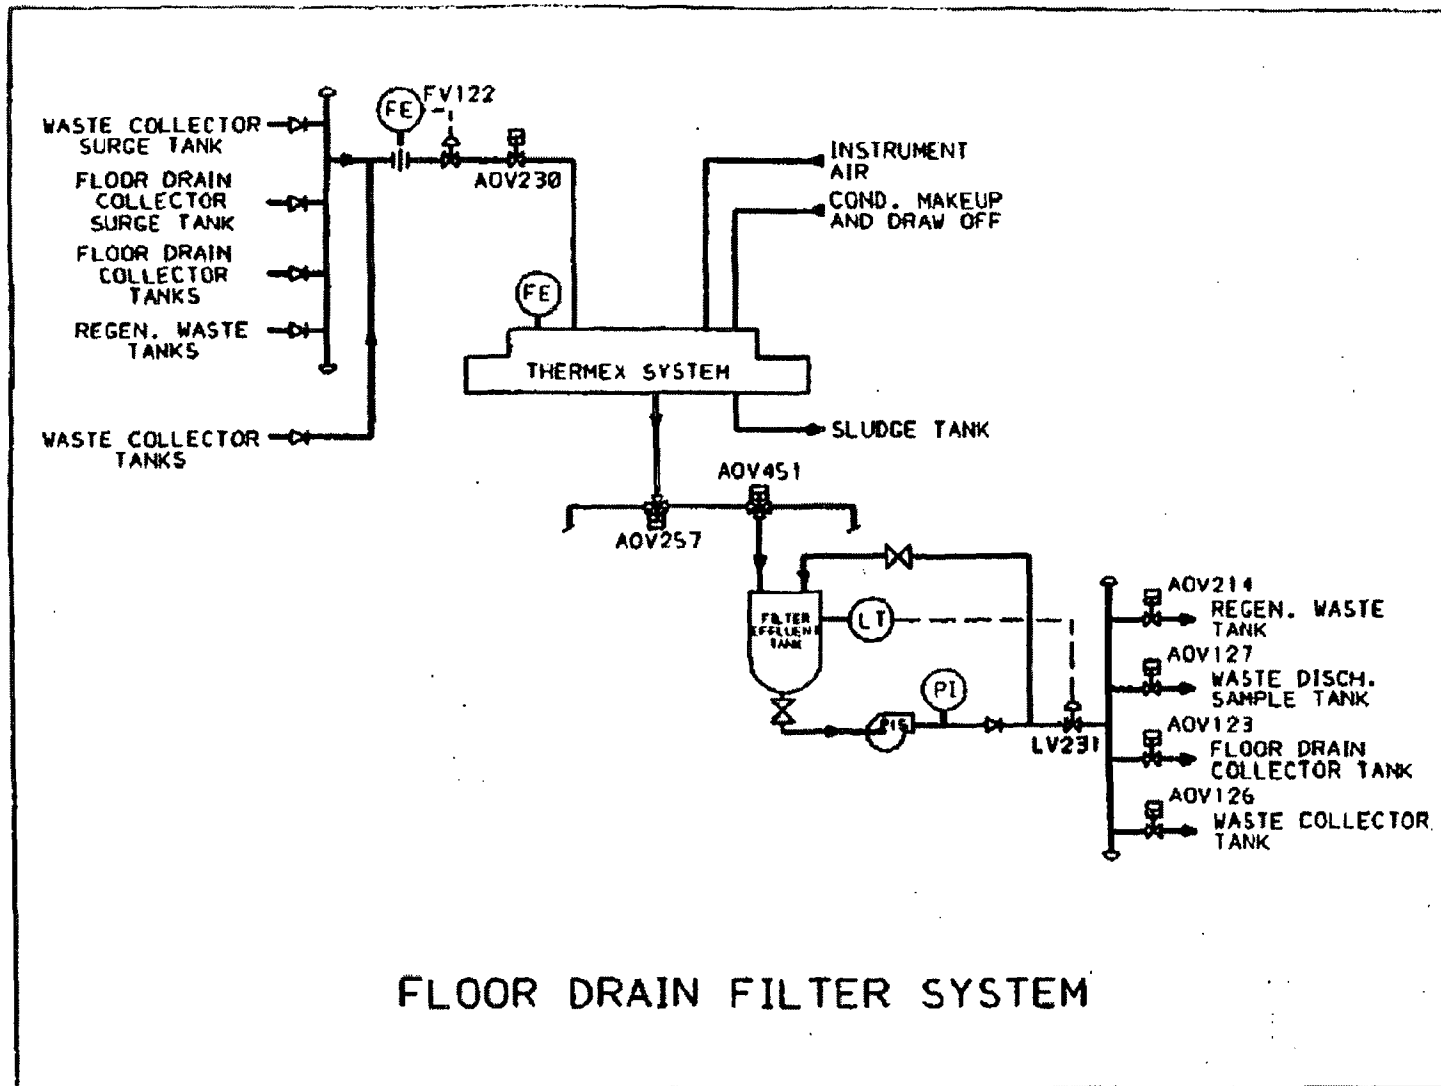 FE
FV122
WASTE COLLECTOR
SURGE TANK
AOV230
FLOOR DRAIN
COLLECTOR
SURGE TANK
FLOOR DRAIN
COLLECTOR
TANKS
REGEN. WASTE
TANKS
WASTE COLLECTOR
TANKS
INSTRUMENT
AIR
COND. MAKEUP
AND DRAW OFF
FE
THERMEX SYSTEM
SLUDGE TANK
AOV451
AOV257
FILTER
EFFLUENT
TANK
LT
PI
P15
LV231
AOV214
REGEN. WASTE
TANK
AOV127
WASTE DISCH.
SAMPLE TANK
AOV123
FLOOR DRAIN
COLLECTOR TANK
AOV126
WASTE COLLECTOR
TANK
FLOOR DRAIN FILTER SYSTEM